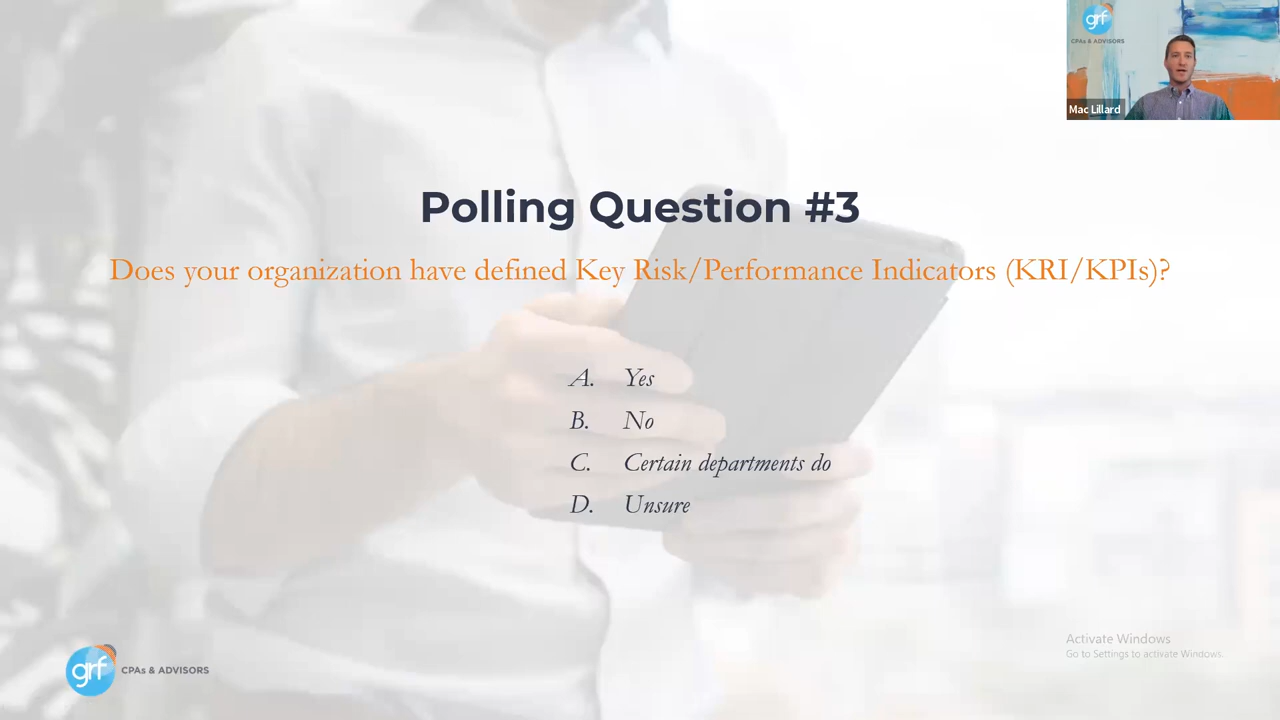 grf
CPAs & ADVISORS
Mac Lillard
Polling Question #3
Does your organization have defined Key Risk/Performance Indicators (KRI/KPIs)?
A. Yes
B. No
C. Certain departments do
D. Unsure
Activate Windows
Go to Settings to activate Windows.
grf CPAs & ADVISORS